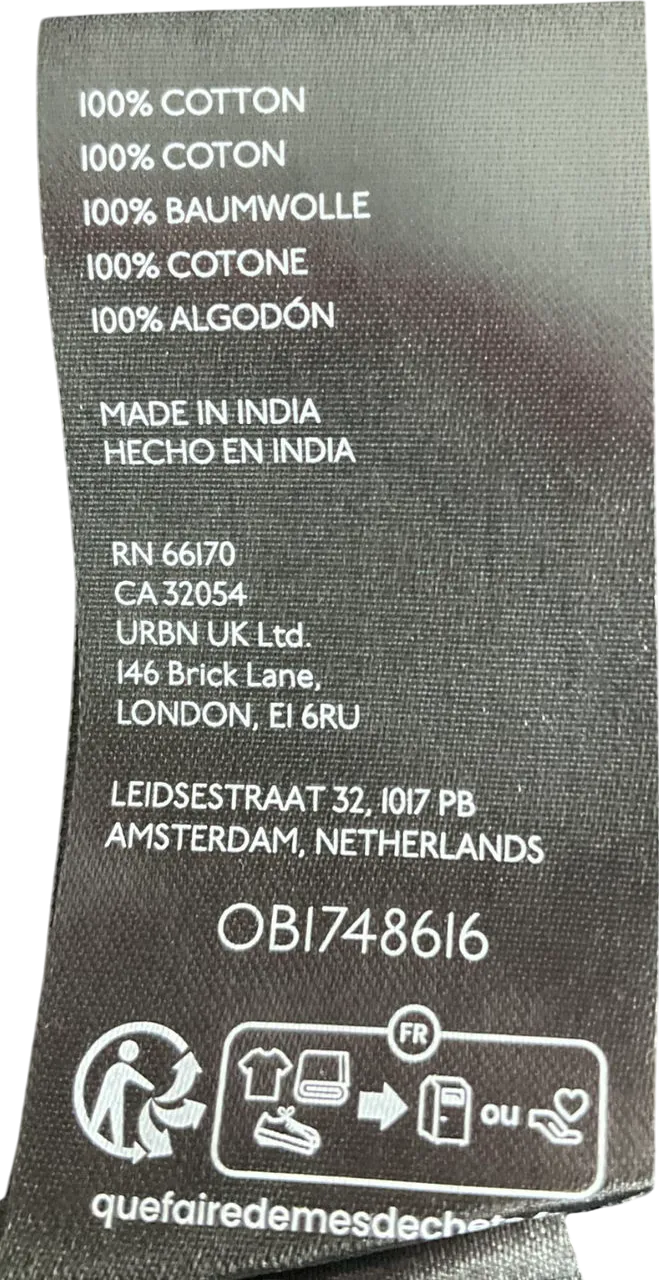 100% COTTON
100% COTON
100% BAUMWOLLE
100% COTONE
100% ALGODÓN
MADE IN INDIA
HECHO EN INDIA
RN 66170
CA 32054
URBN UK Ltd.
146 Brick Lane,
LONDON, E1 6RU
LEIDSESTRAAT 32, 1017 PB
AMSTERDAM, NETHERLANDS
OB1748616
FR
ou